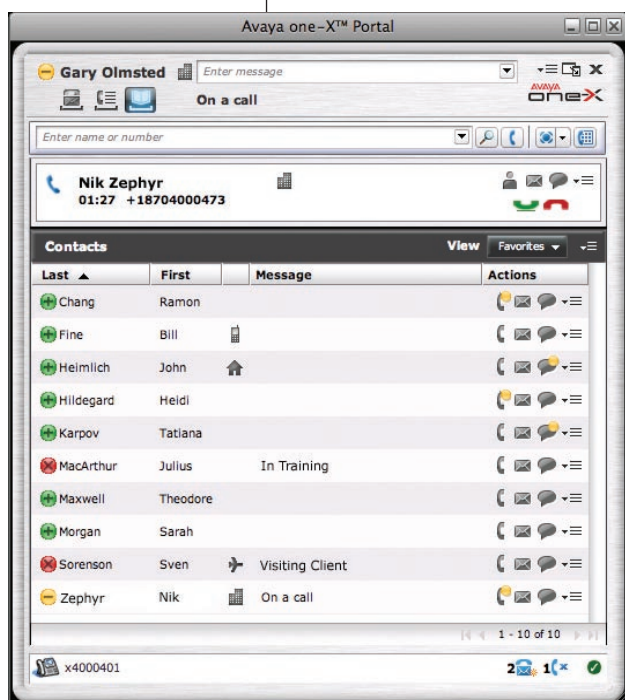 Avaya one-X™ Portal
Gary Olmsted Enter message
On a call
AVAYA
one-X
Enter name or number
Nik Zephyr
01:27 +18704000473
Contacts View Favorites
Last First Message Actions
Chang Ramon
Fine Bill
Heimlich John
Hildegard Heidi
Karpov Tatiana
MacArthur Julius In Training
Maxwell Theodore
Morgan Sarah
Sorenson Sven Visiting Client
Zephyr Nik On a call
1 - 10 of 10
x4000401 2 1